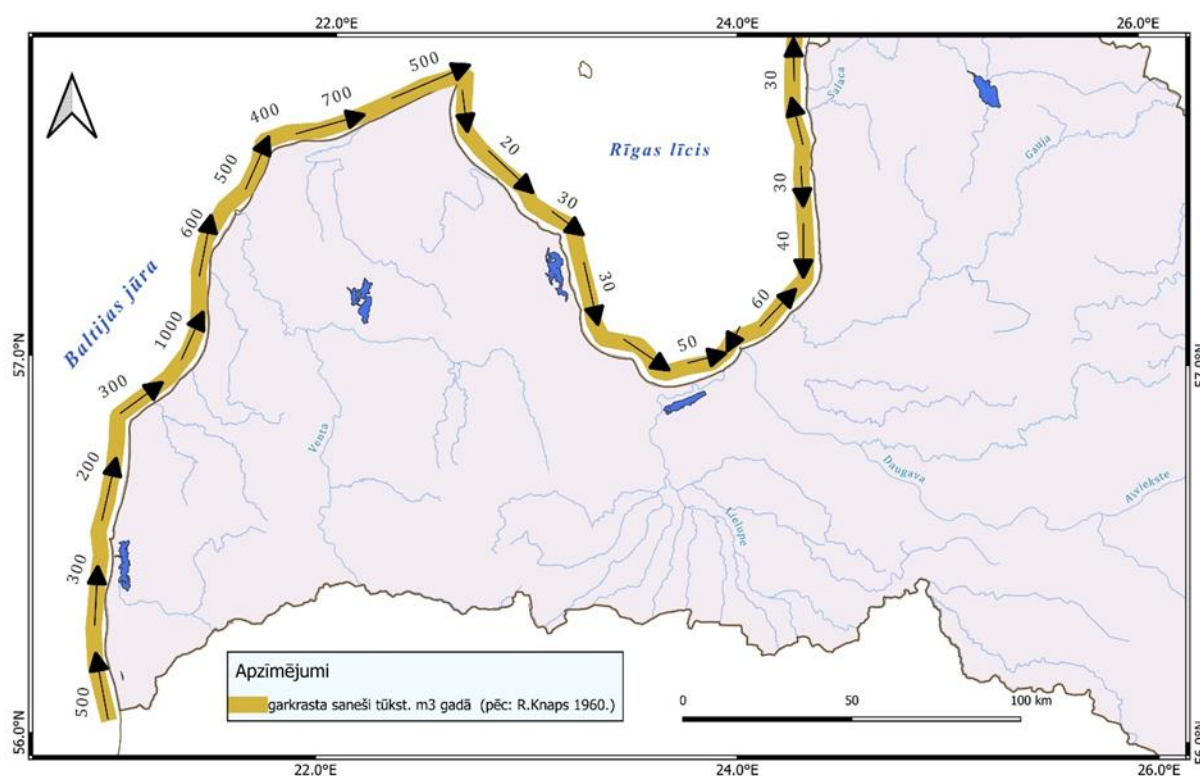 22.0°E
24.0°E
26.0°E
500
700
400
Salaca
30
20
Rīgas līcis
Gauja
500
30
30
600
40
30
Baltijas jūra
60
1000
50
57.0°N
57.0°N
300
Venta
200
Daugava
Aiviekste
Lielupe
300
Apzīmējumi
garkrasta saneši tūkst. m3 gadā (pēc: R.Knaps 1960.)
500
0
50
100 km
56.0°N
56.0°N
22.0°E
24.0°E
26.0°E